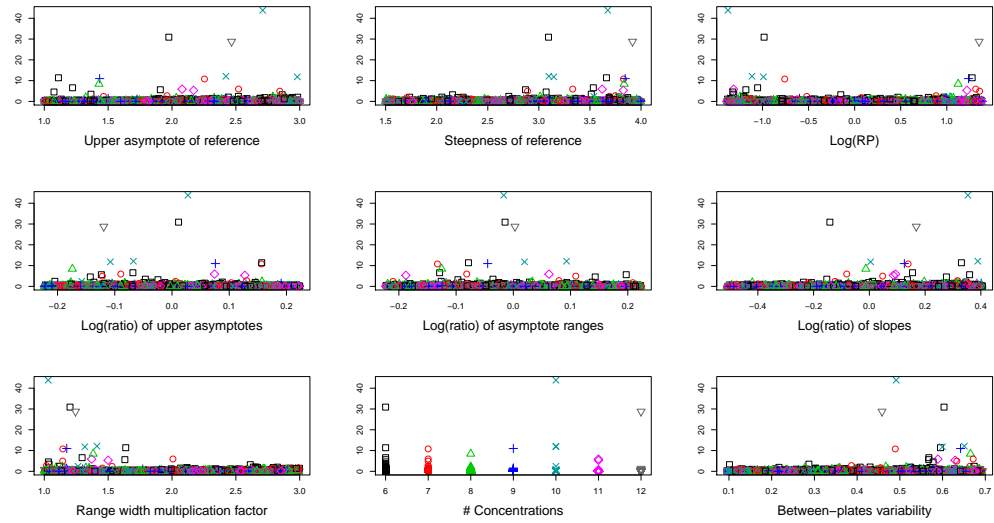 0 10 20 30 40
0 10 20 30 40
0 10 20 30 40
1.0 1.5 2.0 2.5 3.0
1.5 2.0 2.5 3.0 3.5 4.0
−1.0 −0.5 0.0 0.5 1.0
Upper asymptote of reference
Steepness of reference
Log(RP)
0 10 20 30 40
0 10 20 30 40
0 10 20 30 40
−0.2 −0.1 0.0 0.1 0.2
−0.2 −0.1 0.0 0.1 0.2
−0.4 −0.2 0.0 0.2 0.4
Log(ratio) of upper asymptotes
Log(ratio) of asymptote ranges
Log(ratio) of slopes
0 10 20 30 40
0 10 20 30 40
0 10 20 30 40
1.0 1.5 2.0 2.5 3.0
6 7 8 9 10 11 12
0.1 0.2 0.3 0.4 0.5 0.6 0.7
Range width multiplication factor
# Concentrations
Between−plates variability